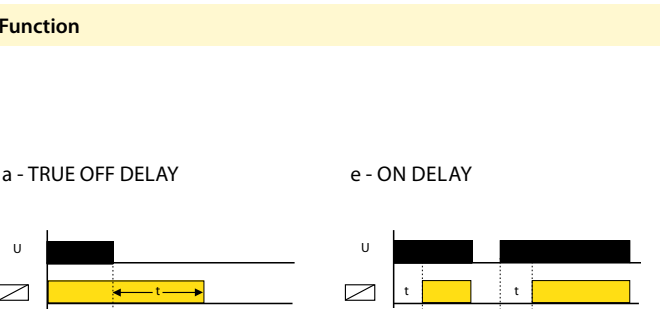 Function
a - TRUE OFF DELAY
e - ON DELAY
U
t
U
t
t